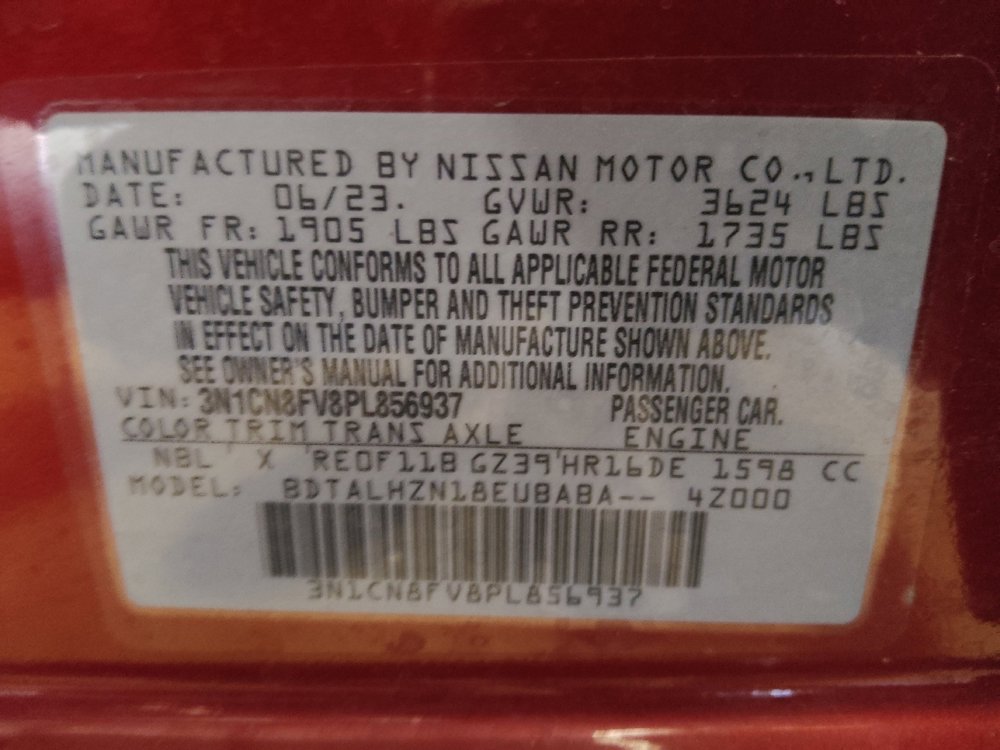 MANUFACTURED BY NISSAN MOTOR CO., LTD.
DATE: 06/23. GVWR: 3624 LBS
GAWR FR: 1905 LBS GAWR RR: 1735 LBS
THIS VEHICLE CONFORMS TO ALL APPLICABLE FEDERAL MOTOR
VEHICLE SAFETY, BUMPER AND THEFT PREVENTION STANDARDS
IN EFFECT ON THE DATE OF MANUFACTURE SHOWN ABOVE.
SEE OWNER'S MANUAL FOR ADDITIONAL INFORMATION.
VIN: 3N1CN8FV8PL856937 PASSENGER CAR.
COLOR TRIM TRANS AXLE ENGINE
NBL X RE0F11B GZ39 HR16DE 1598 CC
MODEL: BDTALHZN18EUBABA-- 4Z000
3N1CN8FV8PL856937